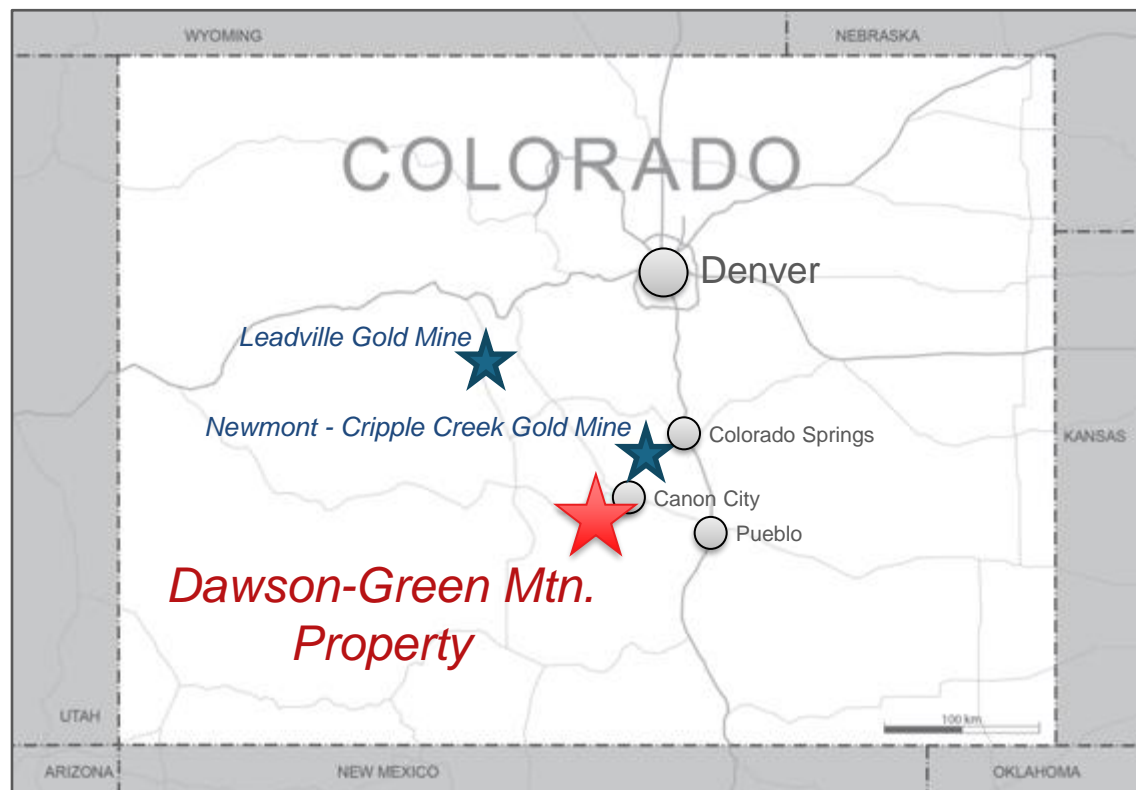 WYOMING
NEBRASKA
COLORADO
Denver
Leadville Gold Mine
Newmont - Cripple Creek Gold Mine
Colorado Springs
KANSAS
Canon City
Pueblo
Dawson-Green Mtn.
Property
UTAH
100 km
ARIZONA
NEW MEXICO
OKLAHOMA